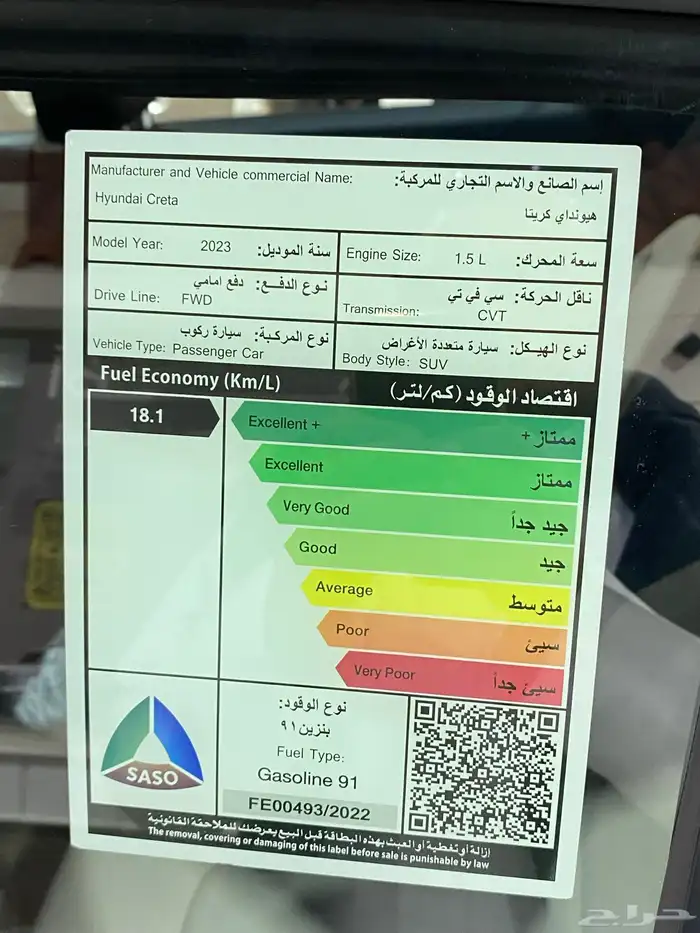 Manufacturer and Vehicle commercial Name: إسم الصانع والاسم التجاري للمركبة:
Hyundai Creta هيونداي كريتا
Model Year: 2023 سنة الموديل:
Engine Size: 1.5 L سعة المحرك:
نوع الدفع: دفع امامي
Drive Line: FWD
ناقل الحركة: سي في تي
Transmission: CVT
نوع المركبة: سيارة ركوب
Vehicle Type: Passenger Car
نوع الهيكل: سيارة متعددة الأغراض
Body Style: SUV
Fuel Economy (Km/L) اقتصاد الوقود (كم/لتر)
18.1
Excellent + ممتاز +
Excellent ممتاز
Very Good جيد جداً
Good جيد
Average متوسط
Poor سيئ
Very Poor سيئ جداً
SASO
نوع الوقود:
بنزين ٩١
Fuel Type:
Gasoline 91
FE00493/2022
إزالة أو تغطية أو العبث بهذه البطاقة قبل البيع يعرضك للملاحقة القانونية
The removal, covering or damaging of this label before sale is punishable by law
حراج